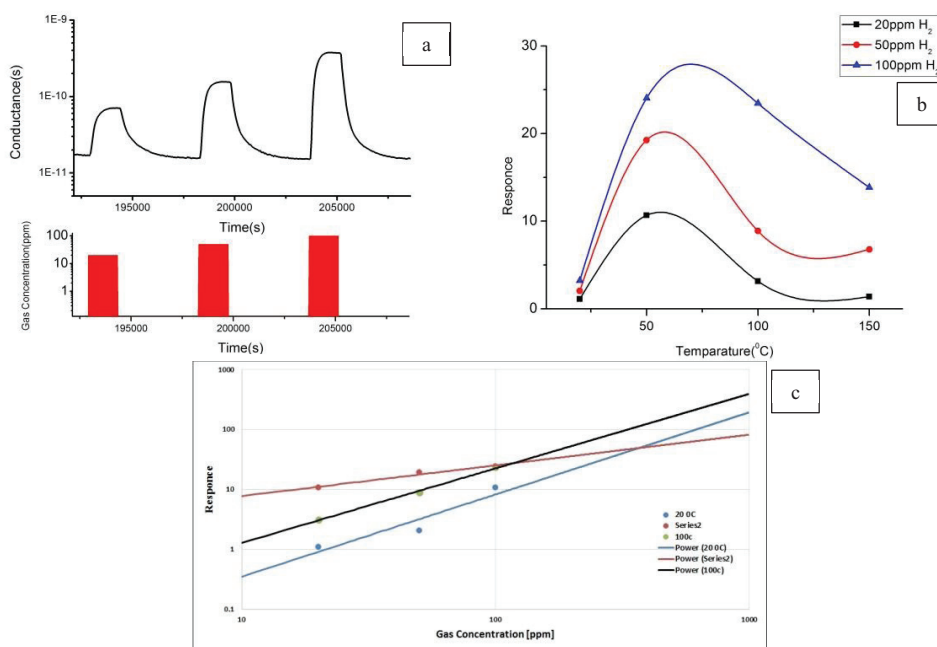 a
1E-9
1E-10
1E-11
Conductance(s)
195000 200000 205000
Time(s)
100
10
1
Gas Concentration(ppm)
195000 200000 205000
Time(s)
20ppm H2
50ppm H2
100ppm H2
b
30
20
10
0
Responce
50 100 150
Temparature(0C)
c
1000
100
10
1
0.1
Responce
20 0C
Series2
100c
Power (20 0C)
Power (Series2)
Power (100c)
10 100 1000
Gas Concentration [ppm]